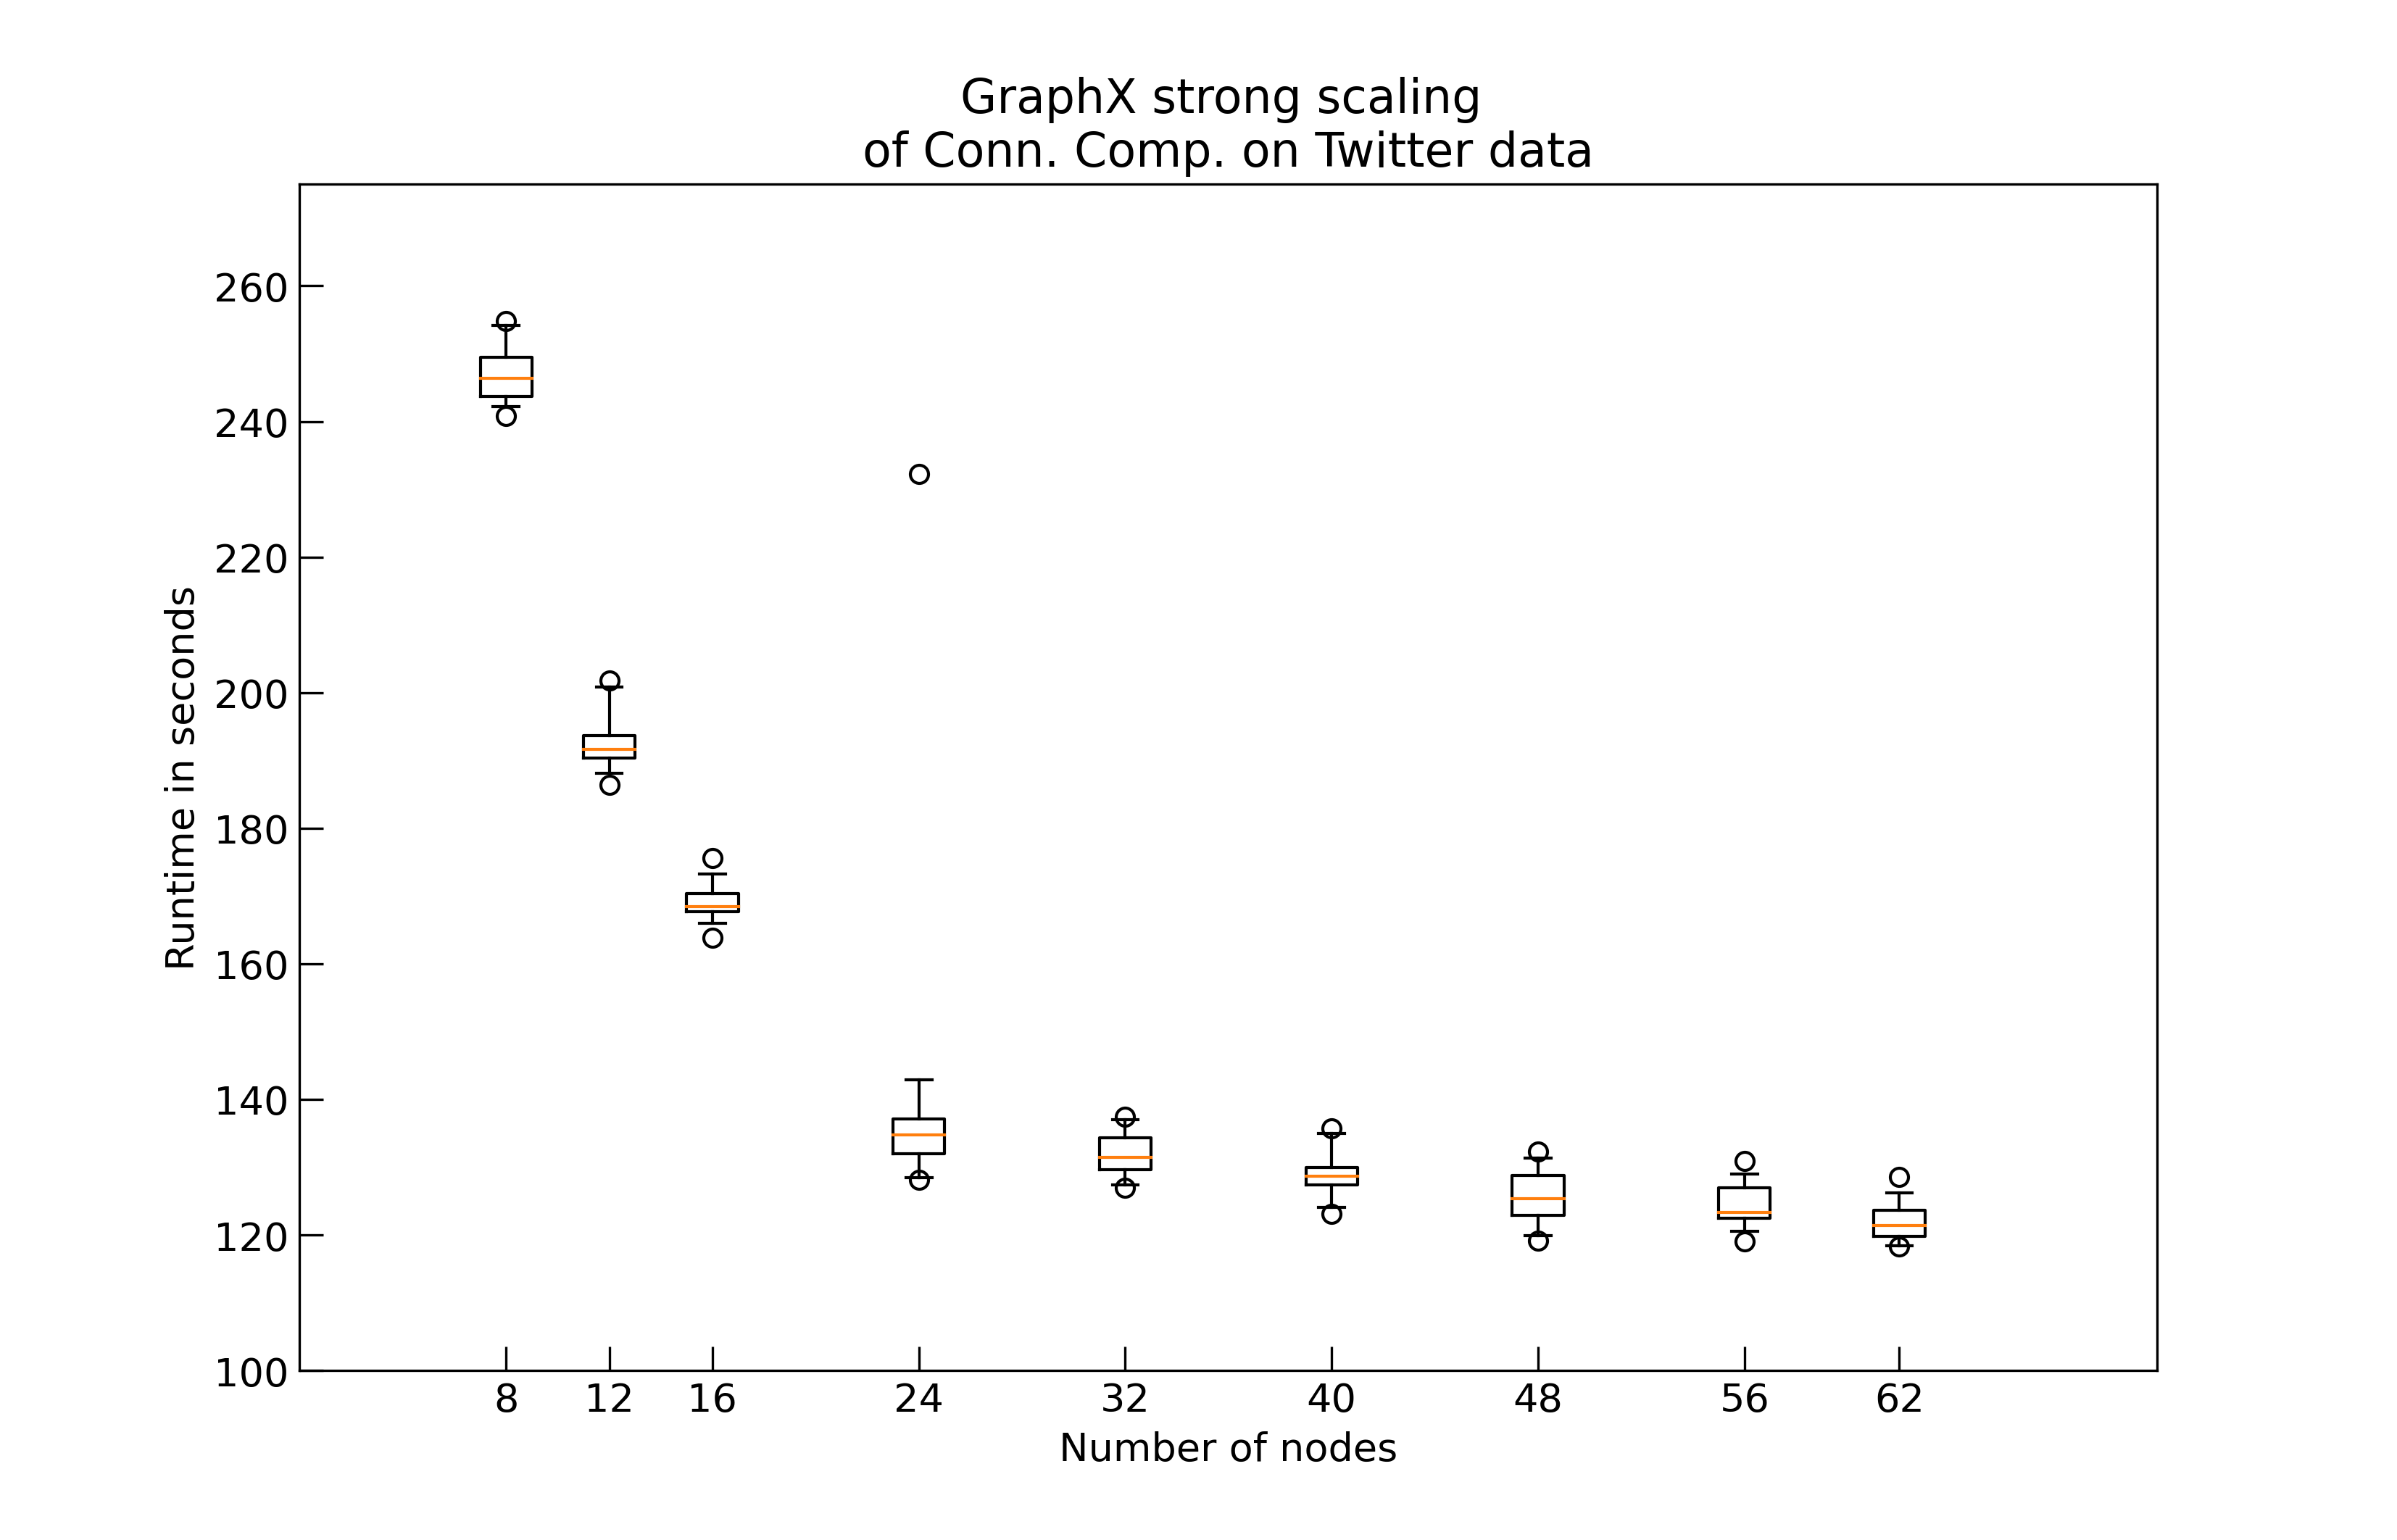 GraphX strong scaling
of Conn. Comp. on Twitter data
Runtime in seconds
260
240
220
200
180
160
140
120
100
8 12 16 24 32 40 48 56 62
Number of nodes